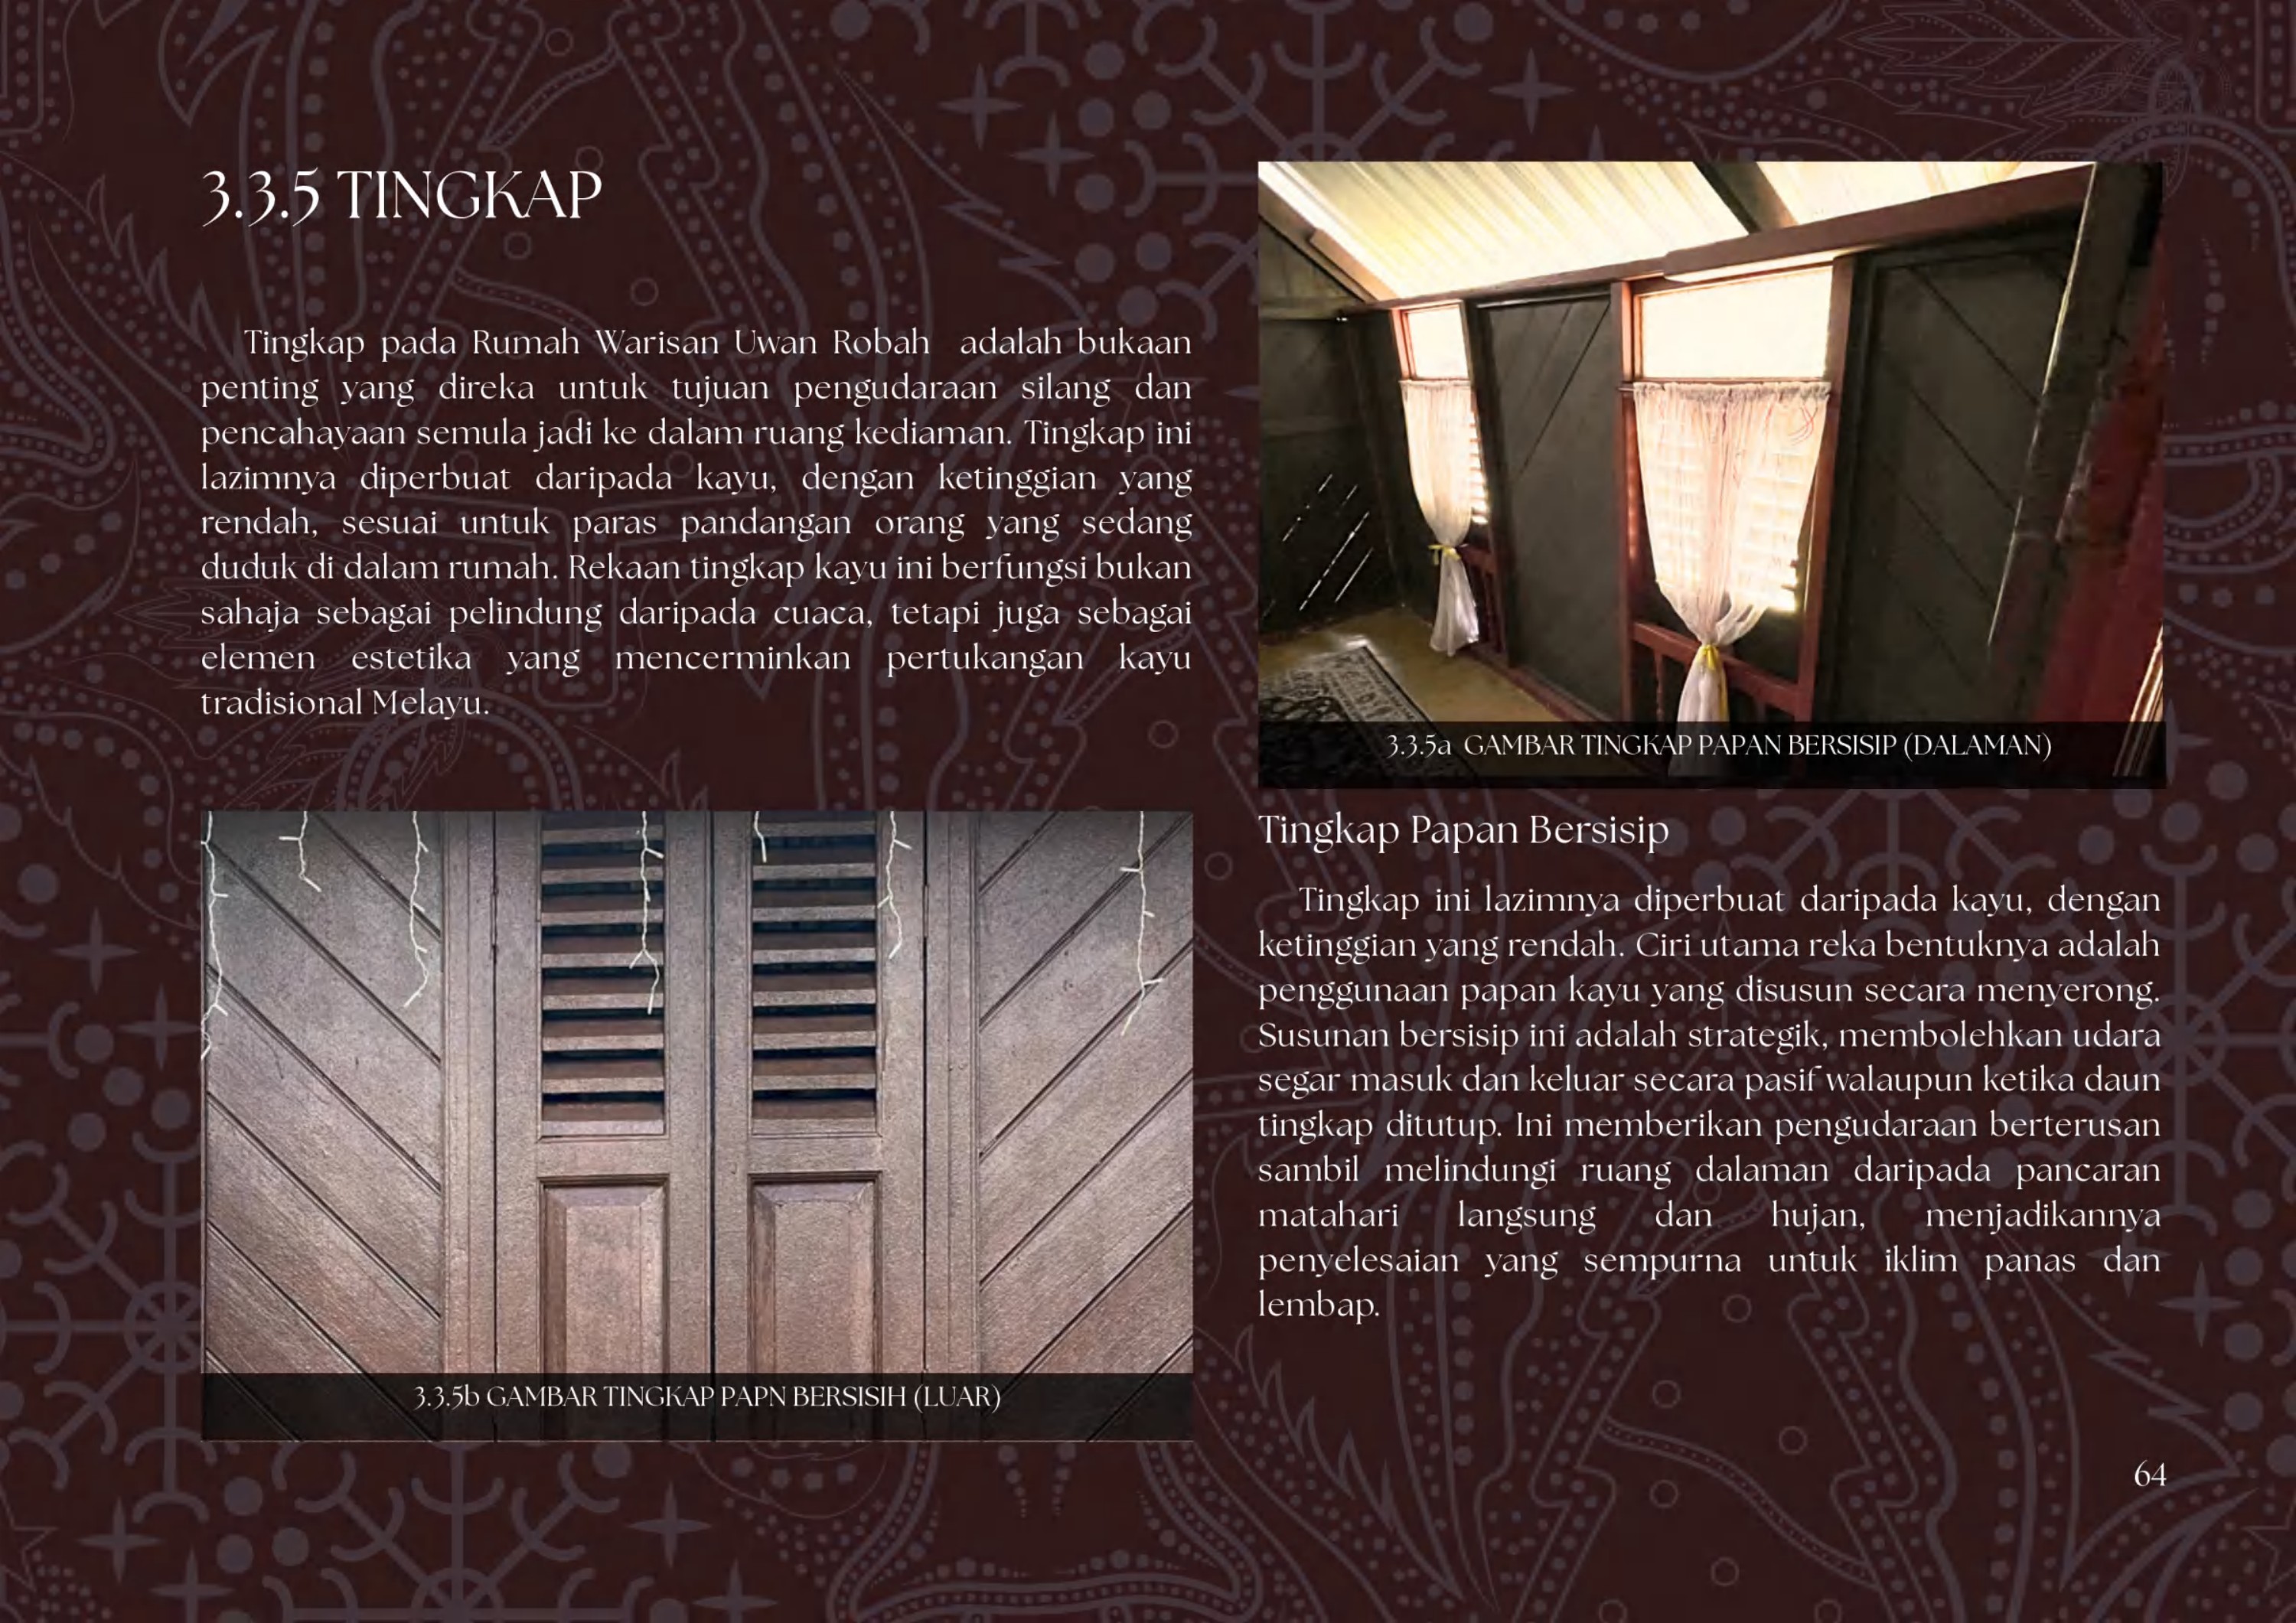 3.3.5 TINGKAP
Tingkap pada Rumah Warisan Uwan Robah adalah bukaan
penting yang direka untuk tujuan pengudaraan silang dan
pencahayaan semula jadi ke dalam ruang kediaman. Tingkap ini
lazimnya diperbuat daripada kayu, dengan ketinggian yang
rendah, sesuai untuk paras pandangan orang yang sedang
duduk di dalam rumah. Rekaan tingkap kayu ini berfungsi bukan
sahaja sebagai pelindung daripada cuaca, tetapi juga sebagai
elemen estetika yang mencerminkan pertukangan kayu
tradisional Melayu.
3.3.5b GAMBAR TINGKAP PAPN BERSISIH (LUAR)
3.3.5a GAMBAR TINGKAP PAPAN BERSISIP (DALAMAN)
Tingkap Papan Bersisip
Tingkap ini lazimnya diperbuat daripada kayu, dengan
ketinggian yang rendah. Ciri utama reka bentuknya adalah
penggunaan papan kayu yang disusun secara menyerong.
Susunan bersisip ini adalah strategik, membolehkan udara
segar masuk dan keluar secara pasif walaupun ketika daun
tingkap ditutup. Ini memberikan pengudaraan berterusan
sambil melindungi ruang dalaman daripada pancaran
matahari langsung dan hujan, menjadikannya
penyelesaian yang sempurna untuk iklim panas dan
lembap.
64